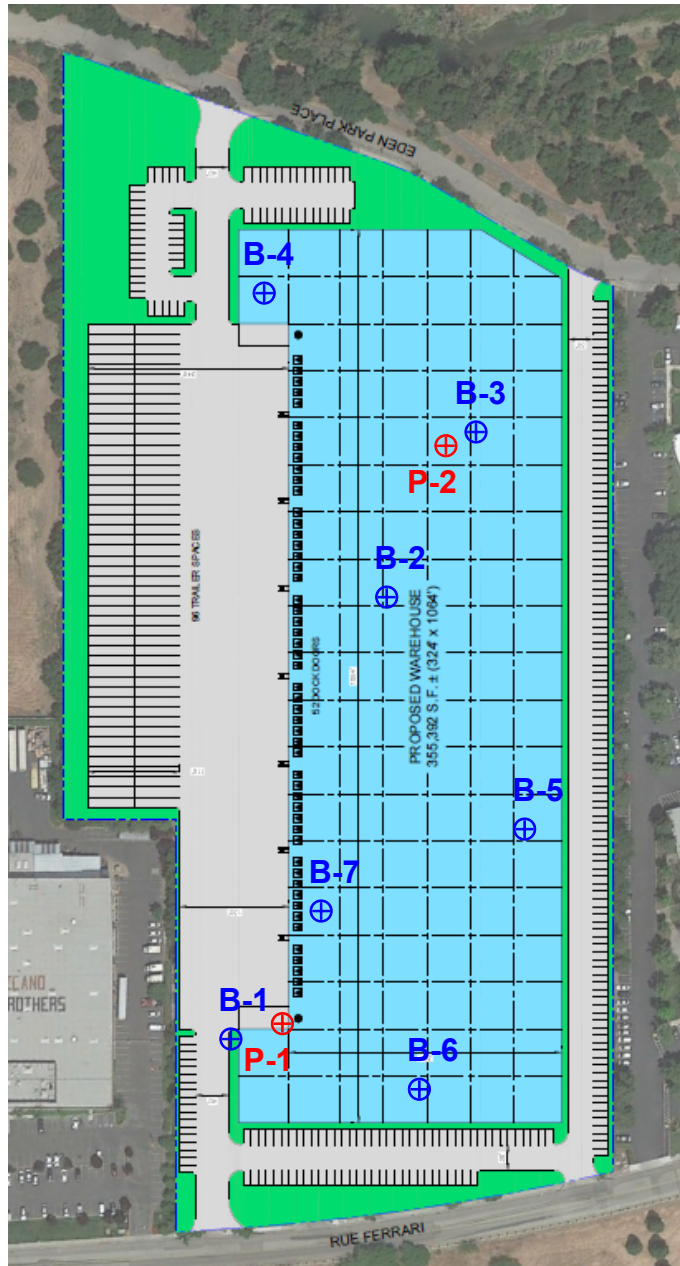 EDEN PARK PLACE
B-4
B-3
P-2
B-2
96 TRAILER SPACES
52 DOCK DOORS
PROPOSED WAREHOUSE
355,392 S.F. ± (324' x 1064')
B-5
B-7
BROTHERS
B-1
P-1
B-6
RUE FERRARI